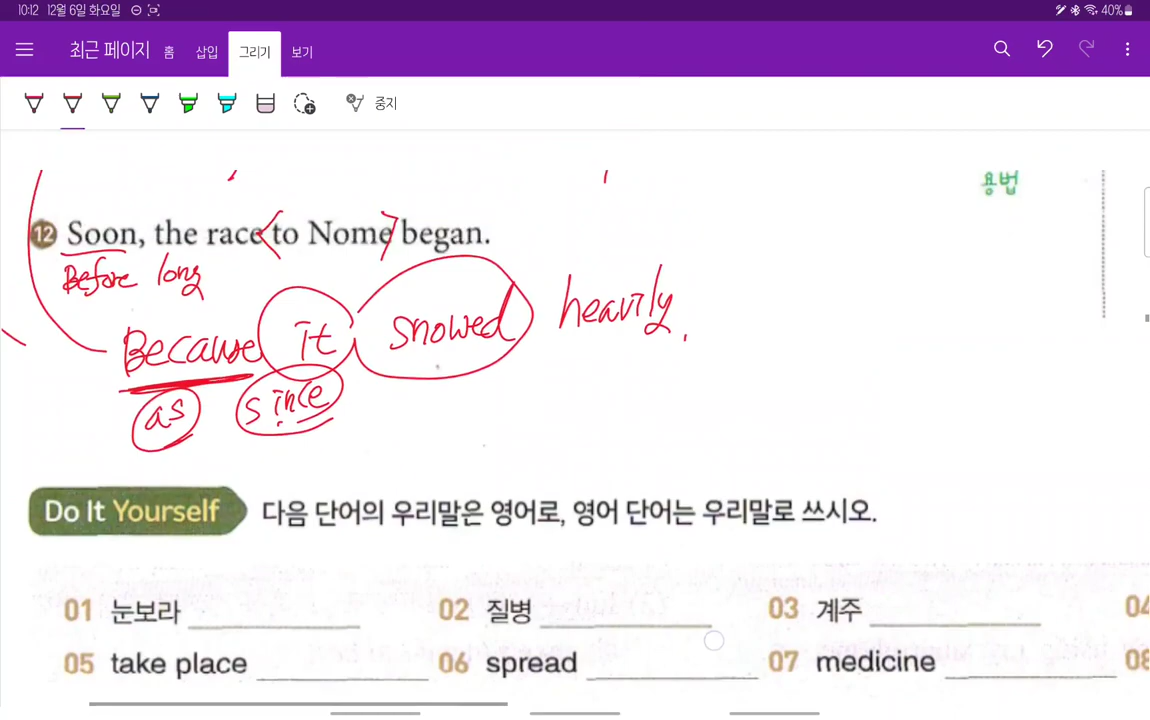 10:12 12월 6일 화요일 40%
최근 페이지 홈 삽입 그리기 보기
중지
용법
12 Soon, the race <to Nome> began.
Before long
Because it snowed heavily.
as since
Do It Yourself 다음 단어의 우리말은 영어로, 영어 단어는 우리말로 쓰시오.
01 눈보라 02 질병 03 계주 04
05 take place 06 spread 07 medicine 08